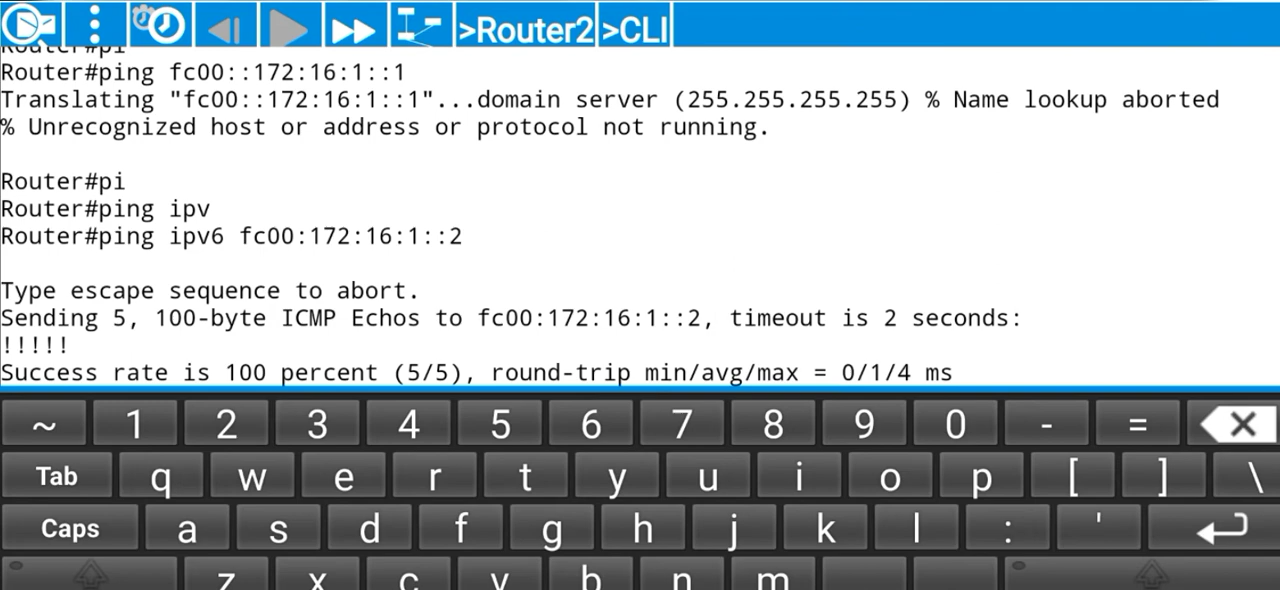 >Router2 >CLI
Router#pi
Router#ping fc00::172:16:1::1
Translating "fc00::172:16:1::1"...domain server (255.255.255.255) % Name lookup aborted
% Unrecognized host or address or protocol not running.
Router#pi
Router#ping ipv
Router#ping ipv6 fc00:172:16:1::2
Type escape sequence to abort.
Sending 5, 100-byte ICMP Echos to fc00:172:16:1::2, timeout is 2 seconds:
!!!!!
Success rate is 100 percent (5/5), round-trip min/avg/max = 0/1/4 ms
~ 1 2 3 4 5 6 7 8 9 0 - =
Tab q w e r t y u i o p [ ] \
Caps a s d f g h j k l : '
z x c v b n m